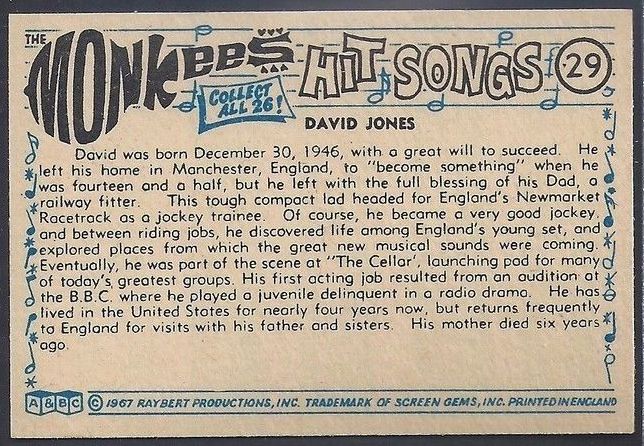 THE MONKEES HIT SONGS 29
COLLECT
ALL 26!
DAVID JONES
David was born December 30, 1946, with a great will to succeed. He
left his home in Manchester, England, to "become something" when he
was fourteen and a half, but he left with the full blessing of his Dad, a
railway fitter. This tough compact lad headed for England's Newmarket
Racetrack as a jockey trainee. Of course, he became a very good jockey,
and between riding jobs, he discovered life among England's young set, and
explored places from which the great new musical sounds were coming.
Eventually, he was part of the scene at "The Cellar', launching pad for many
of today's greatest groups. His first acting job resulted from an audition at
the B.B.C. where he played a juvenile delinquent in a radio drama. He has
lived in the United States for nearly four years now, but returns frequently
to England for visits with his father and sisters. His mother died six years
ago.
A&BC © 1967 RAYBERT PRODUCTIONS, INC. TRADEMARK OF SCREEN GEMS, INC. PRINTED IN ENGLAND